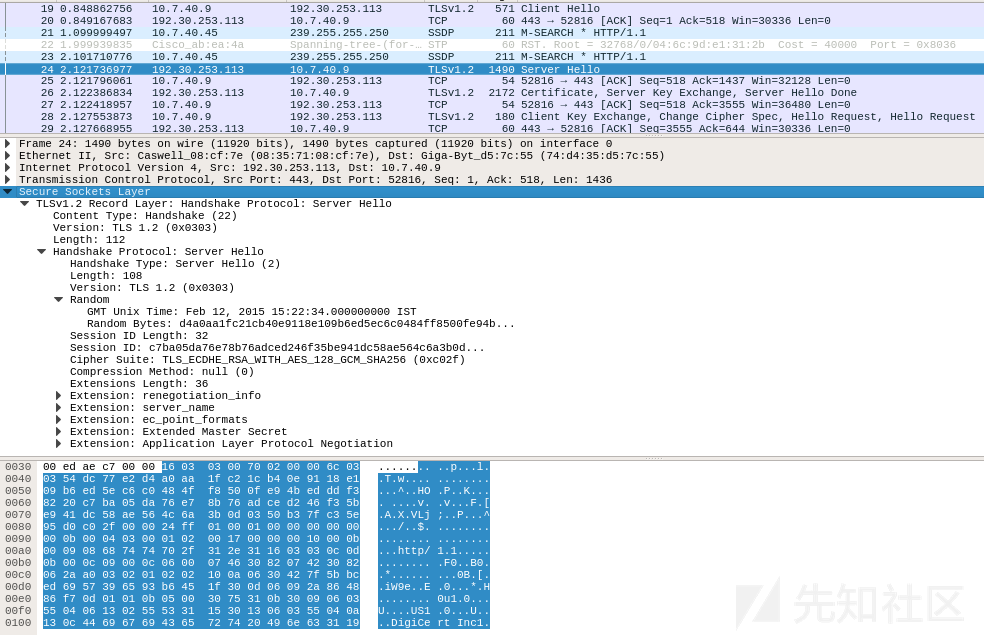 19 0.848862756 10.7.40.9 192.30.253.113 TLSv1.2 571 Client Hello
20 0.849167683 192.30.253.113 10.7.40.9 TCP 60 443 → 52816 [ACK] Seq=1 Ack=518 Win=30336 Len=0
21 1.099999497 10.7.40.45 239.255.255.250 SSDP 211 M-SEARCH * HTTP/1.1
22 1.999939835 Cisco_ab:ea:4a Spanning-tree-(for-… STP 60 RST. Root = 32768/0/04:6c:9d:e1:31:2b Cost = 40000 Port = 0x8036
23 2.101710776 10.7.40.45 239.255.255.250 SSDP 211 M-SEARCH * HTTP/1.1
24 2.121736977 192.30.253.113 10.7.40.9 TLSv1.2 1490 Server Hello
25 2.121796061 10.7.40.9 192.30.253.113 TCP 54 52816 → 443 [ACK] Seq=518 Ack=1437 Win=32128 Len=0
26 2.122386834 192.30.253.113 10.7.40.9 TLSv1.2 2172 Certificate, Server Key Exchange, Server Hello Done
27 2.122418957 10.7.40.9 192.30.253.113 TCP 54 52816 → 443 [ACK] Seq=518 Ack=3555 Win=36480 Len=0
28 2.127553873 10.7.40.9 192.30.253.113 TLSv1.2 180 Client Key Exchange, Change Cipher Spec, Hello Request, Hello Request
29 2.127668955 192.30.253.113 10.7.40.9 TCP 60 443 → 52816 [ACK] Seq=3555 Ack=644 Win=30336 Len=0
Frame 24: 1490 bytes on wire (11920 bits), 1490 bytes captured (11920 bits) on interface 0
Ethernet II, Src: Caswell_08:cf:7e (08:35:71:08:cf:7e), Dst: Giga-Byt_d5:7c:55 (74:d4:35:d5:7c:55)
Internet Protocol Version 4, Src: 192.30.253.113, Dst: 10.7.40.9
Transmission Control Protocol, Src Port: 443, Dst Port: 52816, Seq: 1, Ack: 518, Len: 1436
Secure Sockets Layer
TLSv1.2 Record Layer: Handshake Protocol: Server Hello
Content Type: Handshake (22)
Version: TLS 1.2 (0x0303)
Length: 112
Handshake Protocol: Server Hello
Handshake Type: Server Hello (2)
Length: 108
Version: TLS 1.2 (0x0303)
Random
GMT Unix Time: Feb 12, 2015 15:22:34.000000000 IST
Random Bytes: d4a0aa1fc21cb40e9118e109b6ed5ec6c0484ff8500fe94b...
Session ID Length: 32
Session ID: c7ba05da76e78b76adced246f35be941dc58ae564c6a3b0d...
Cipher Suite: TLS_ECDHE_RSA_WITH_AES_128_GCM_SHA256 (0xc02f)
Compression Method: null (0)
Extensions Length: 36
Extension: renegotiation_info
Extension: server_name
Extension: ec_point_formats
Extension: Extended Master Secret
Extension: Application Layer Protocol Negotiation
0030 00 ed ae c7 00 00 16 03 03 00 70 02 00 00 6c 03 ........ ..p...l.
0040 03 54 dc 77 e2 d4 a0 aa 1f c2 1c b4 0e 91 18 e1 .T.w.... ........
0050 09 b6 ed 5e c6 c0 48 4f f8 50 0f e9 4b ed dd f3 ...^..HO .P..K...
0060 82 20 c7 ba 05 da 76 e7 8b 76 ad ce d2 46 f3 5b . ....v. .v...F.[
0070 e9 41 dc 58 ae 56 4c 6a 3b 0d 03 50 b3 7f c3 5e .A.X.VLj ;..P...^
0080 95 d0 c0 2f 00 00 24 ff 01 00 01 00 00 00 00 00 .../..$. ........
0090 00 0b 00 04 03 00 01 02 00 17 00 00 00 10 00 0b ........ ........
00a0 00 09 08 68 74 74 70 2f 31 2e 31 16 03 03 0c 0d ...http/ 1.1.....
00b0 0b 00 0c 09 00 0c 06 00 07 46 30 82 07 42 30 82 ........ .F0..B0.
00c0 06 2a a0 03 02 01 02 02 10 0a 06 30 42 7f 5b bc .*...... ...0B.[.
00d0 ed 69 57 39 65 93 b6 45 1f 30 0d 06 09 2a 86 48 .iW9e..E .0...*.H
00e0 86 f7 0d 01 01 0b 05 00 30 75 31 0b 30 09 06 03 ........ 0u1.0...
00f0 55 04 06 13 02 55 53 31 15 30 13 06 03 55 04 0a U....US1 .0...U..
0100 13 0c 44 69 67 69 43 65 72 74 20 49 6e 63 31 19 ..DigiCe rt Inc1.
先知社区